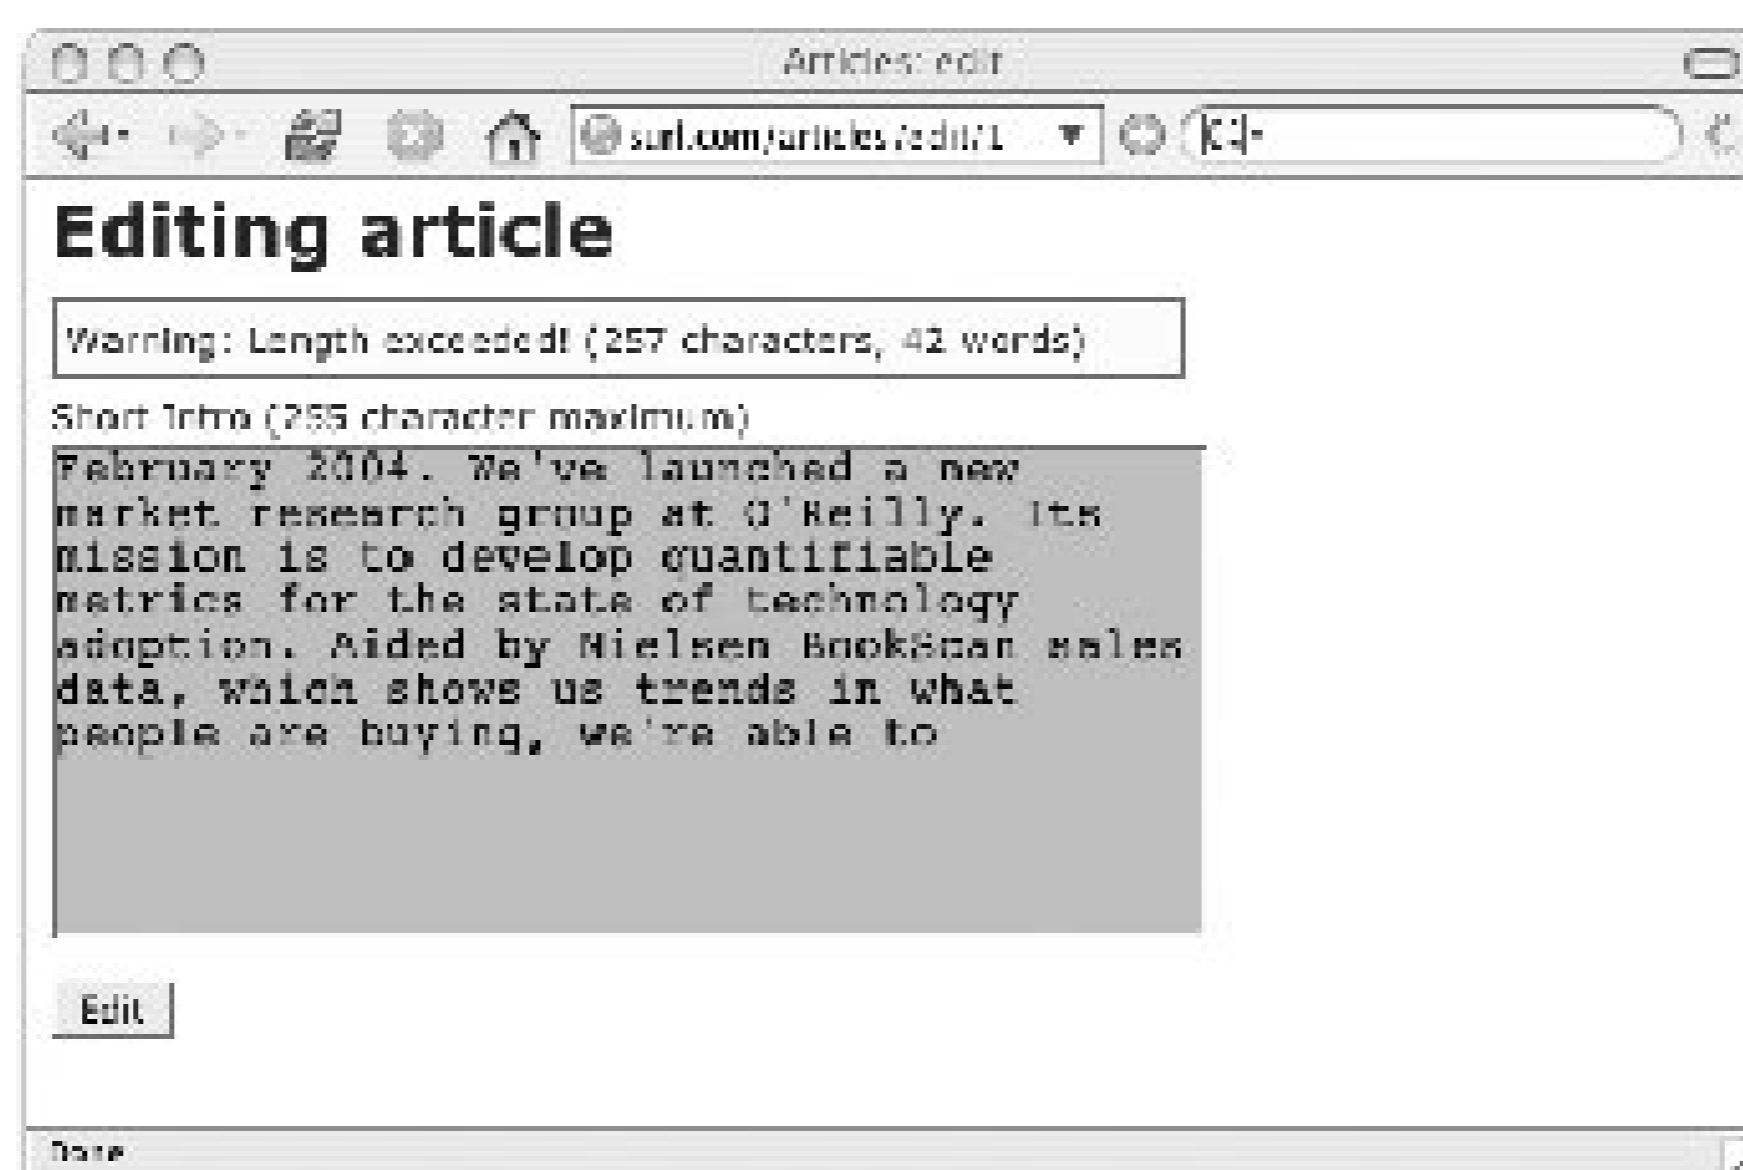 Articles: edit
surl.com/articles/edit/1
Editing article
Warning: Length exceeded! (257 characters, 42 words)
Short Intro (255 character maximum)
February 2004. We've launched a new
market research group at O'Reilly. Its
mission is to develop quantifiable
metrics for the state of technology
adoption. Aided by Nielsen BookScan sales
data, which shows us trends in what
people are buying, we're able to
Edit
Done